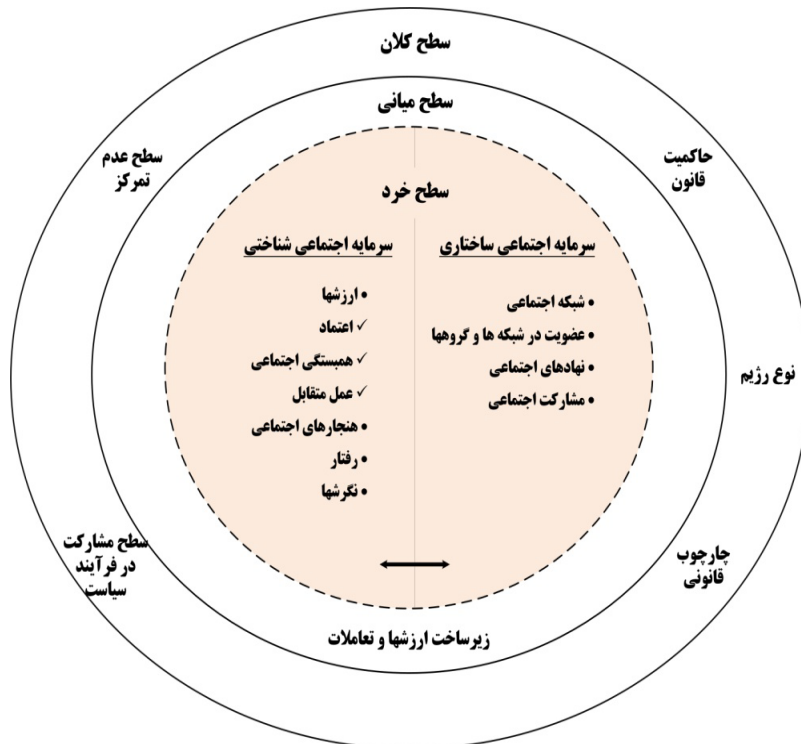 سطح کلان
سطح میانی
سطح خرد
حاکمیت
قانون
سطح عدم
تمرکز
سرمایه اجتماعی ساختاری
• شبکه اجتماعی
• عضویت در شبکه ها و گروهها
• نهادهای اجتماعی
• مشارکت اجتماعی
سرمایه اجتماعی شناختی
• ارزشها
✓ اعتماد
✓ همبستگی اجتماعی
✓ عمل متقابل
• هنجارهای اجتماعی
• رفتار
• نگرشها
نوع رژیم
چارچوب
قانونی
سطح مشارکت
در فرآیند
سیاست
زیرساخت ارزشها و تعاملات